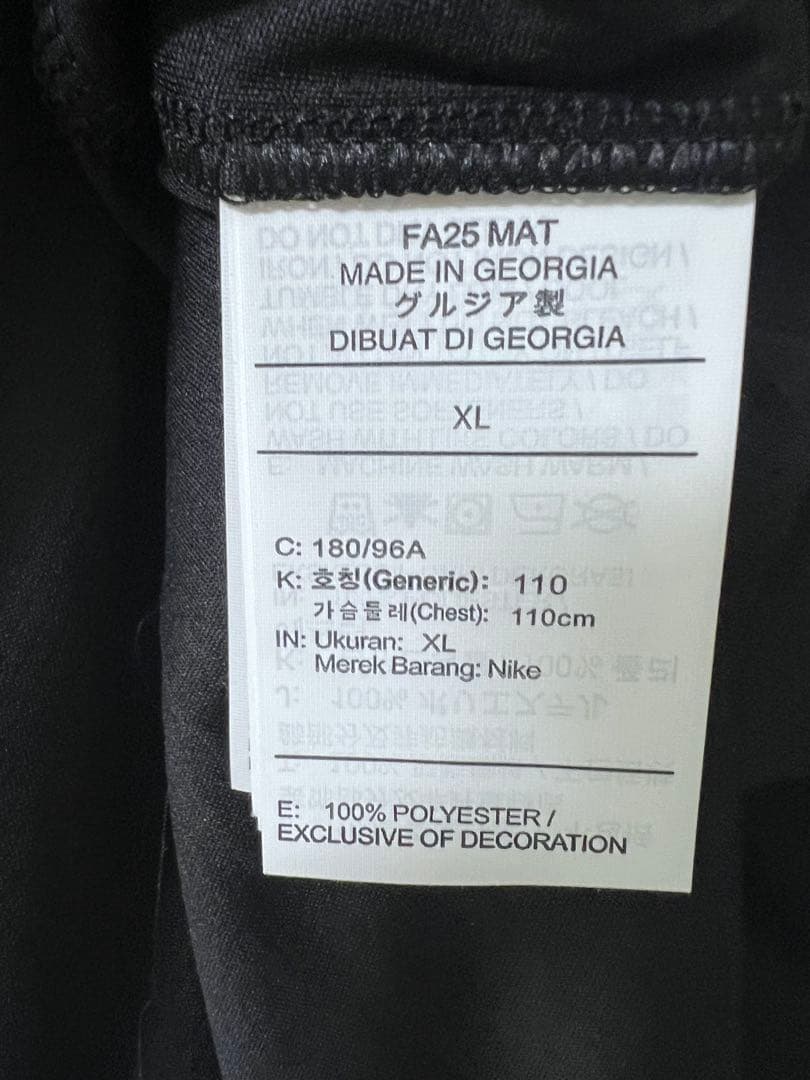 FA25 MAT
MADE IN GEORGIA
グルジア製
DIBUAT DI GEORGIA
XL
C: 180/96A
K: 호칭(Generic): 110
가슴둘레(Chest): 110cm
IN: Ukuran: XL
Merek Barang: Nike
E: 100% POLYESTER /
EXCLUSIVE OF DECORATION